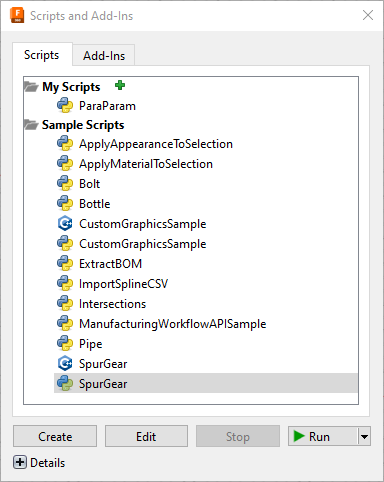 Scripts and Add-Ins
Scripts
Add-Ins
My Scripts
ParaParam
Sample Scripts
ApplyAppearanceToSelection
ApplyMaterialToSelection
Bolt
Bottle
CustomGraphicsSample
CustomGraphicsSample
ExtractBOM
ImportSplineCSV
Intersections
ManufacturingWorkflowAPISample
Pipe
SpurGear
SpurGear
Create
Edit
Stop
Run
Details